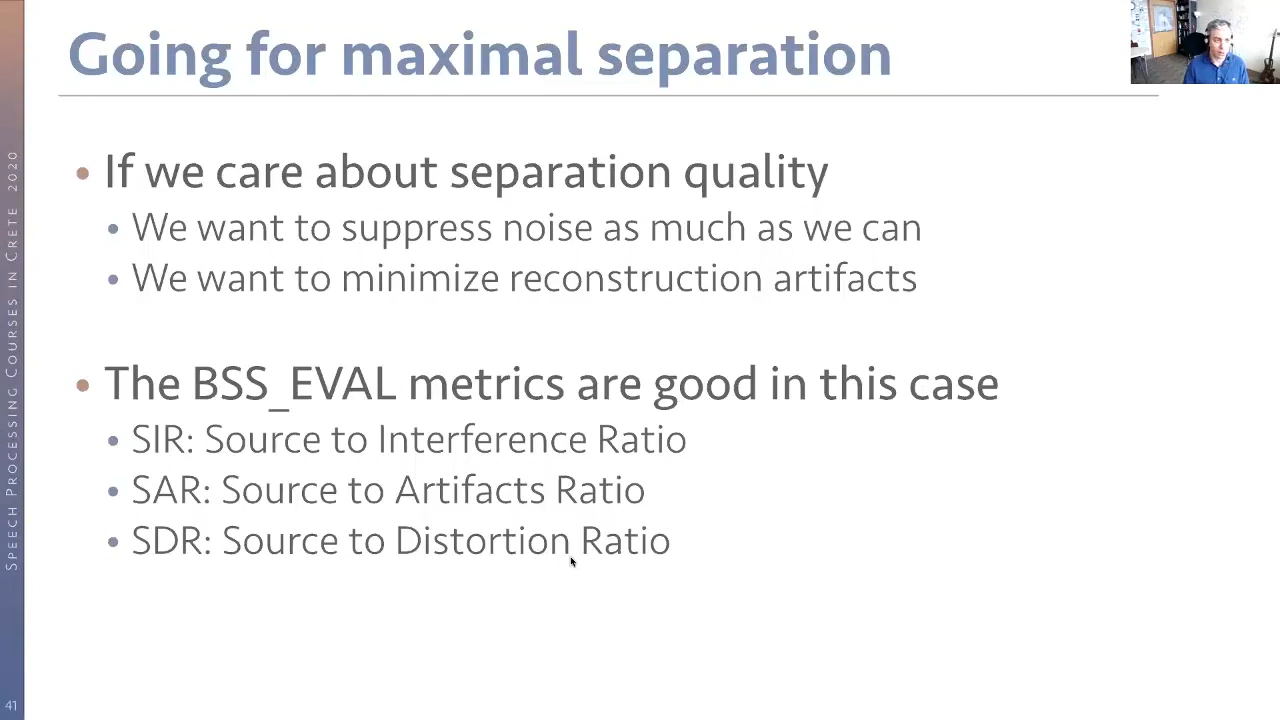 Going for maximal separation
• If we care about separation quality
• We want to suppress noise as much as we can
• We want to minimize reconstruction artifacts
• The BSS_EVAL metrics are good in this case
• SIR: Source to Interference Ratio
• SAR: Source to Artifacts Ratio
• SDR: Source to Distortion Ratio
SPEECH PROCESSING COURSES IN CRETE 2020
41